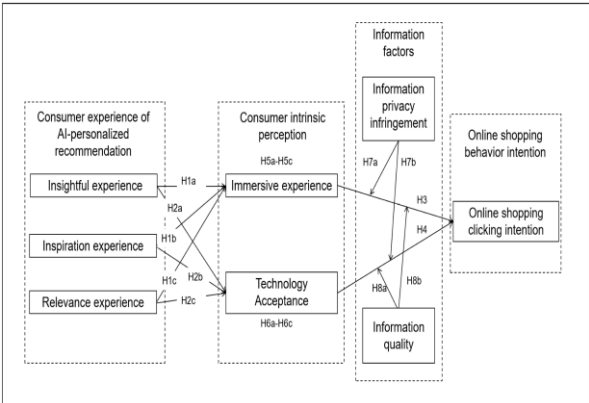 Information
factors
Information
privacy
infringement
Consumer experience of
AI-personalized
recommendation
Consumer intrinsic
perception
Online shopping
behavior intention
H5a-H5c
H7a
H7b
Insightful experience
H1a
Immersive experience
H2a
H3
Online shopping
clicking intention
H1b
H4
Inspiration experience
H1c
H2b
Technology
Acceptance
H8a
H8b
Relevance experience
H2c
H6a-H6c
Information
quality